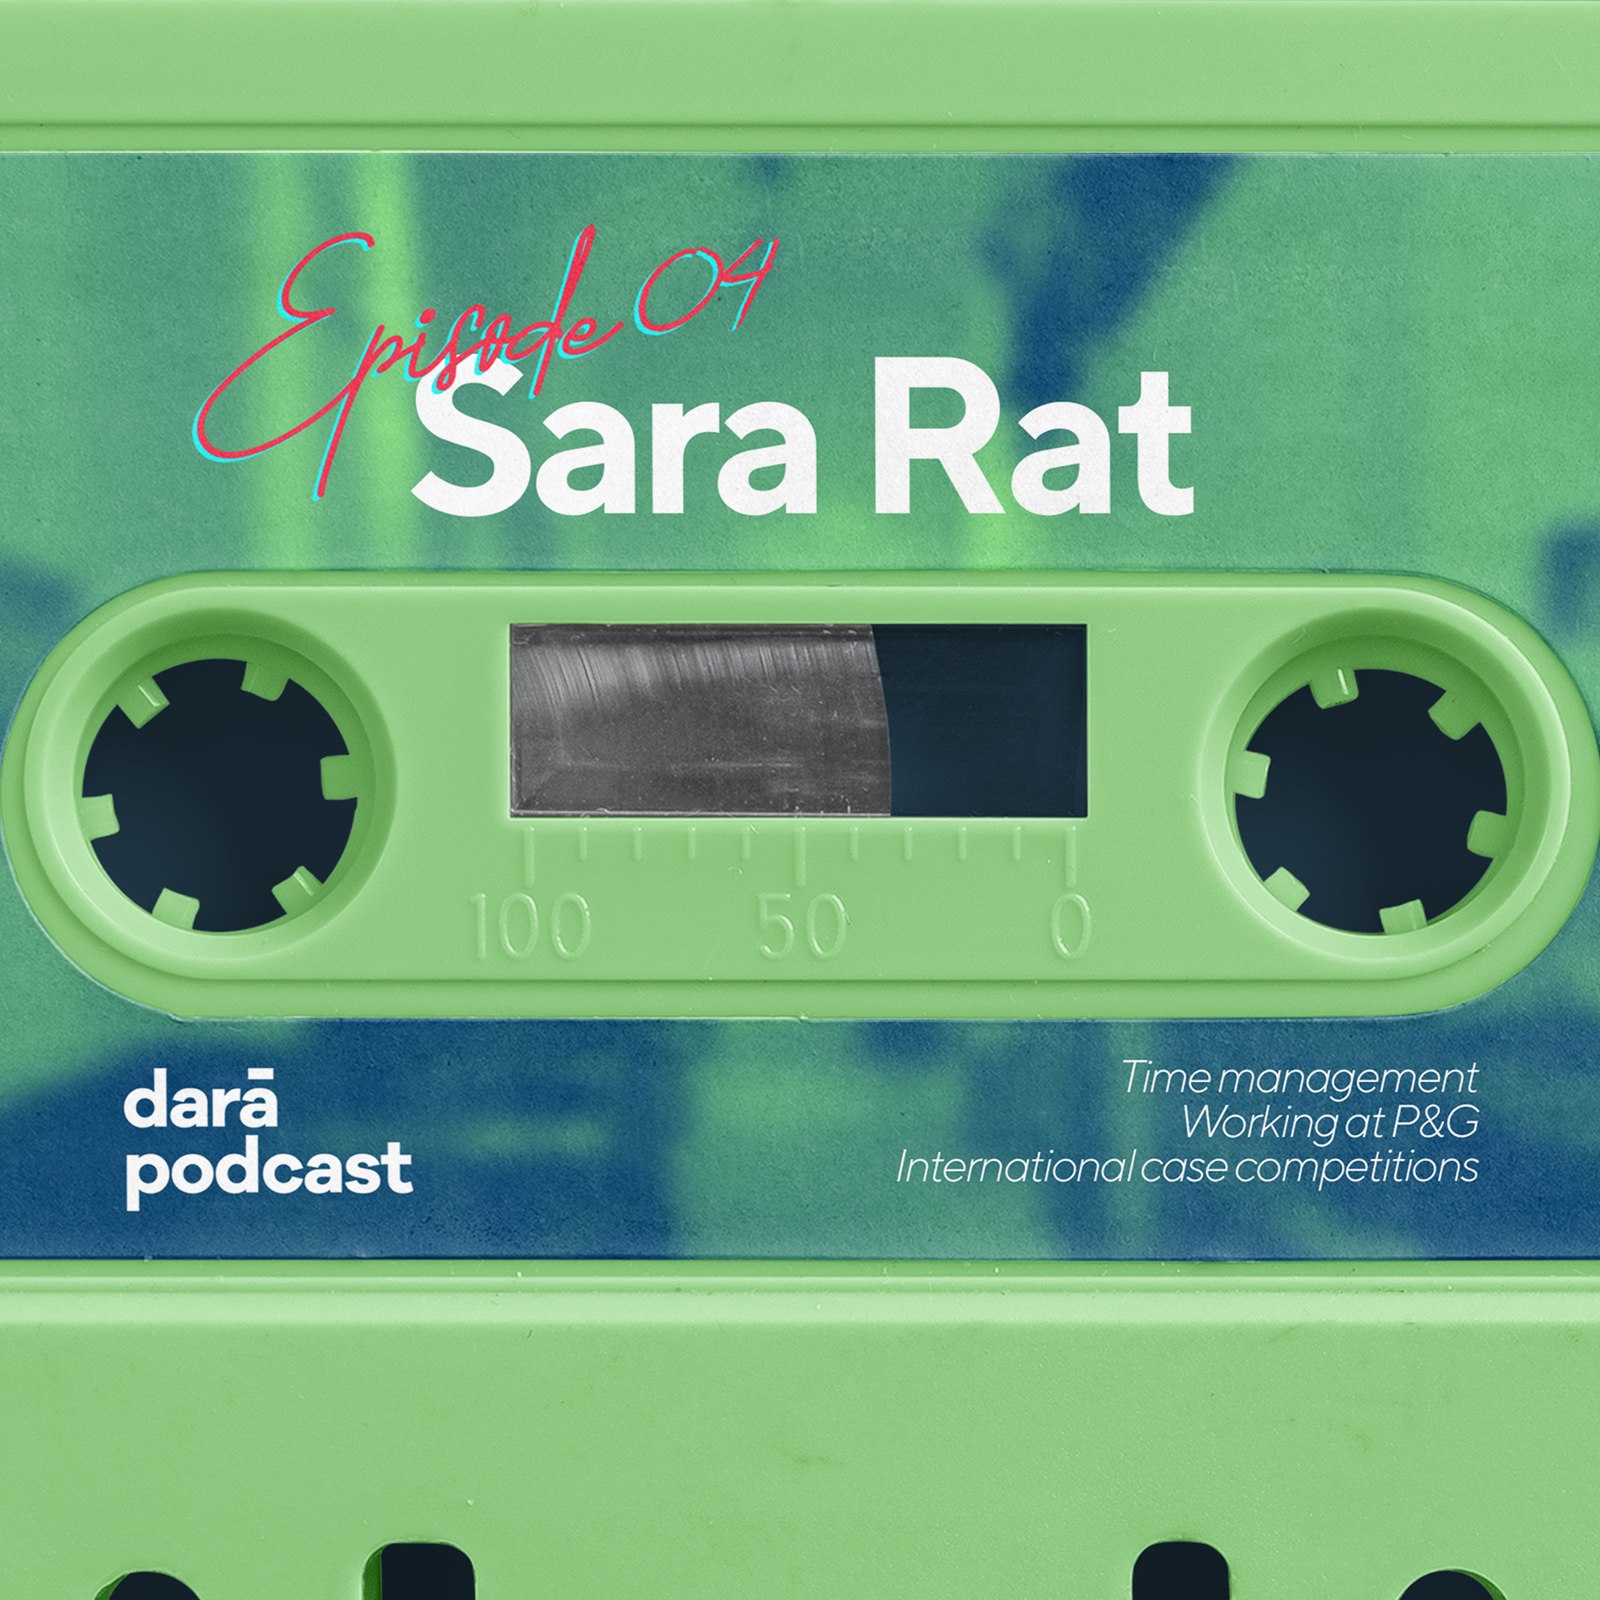 Episode 04
Sara Rat
100 50 0
darā
podcast
Time management
Working at P&G
International case competitions